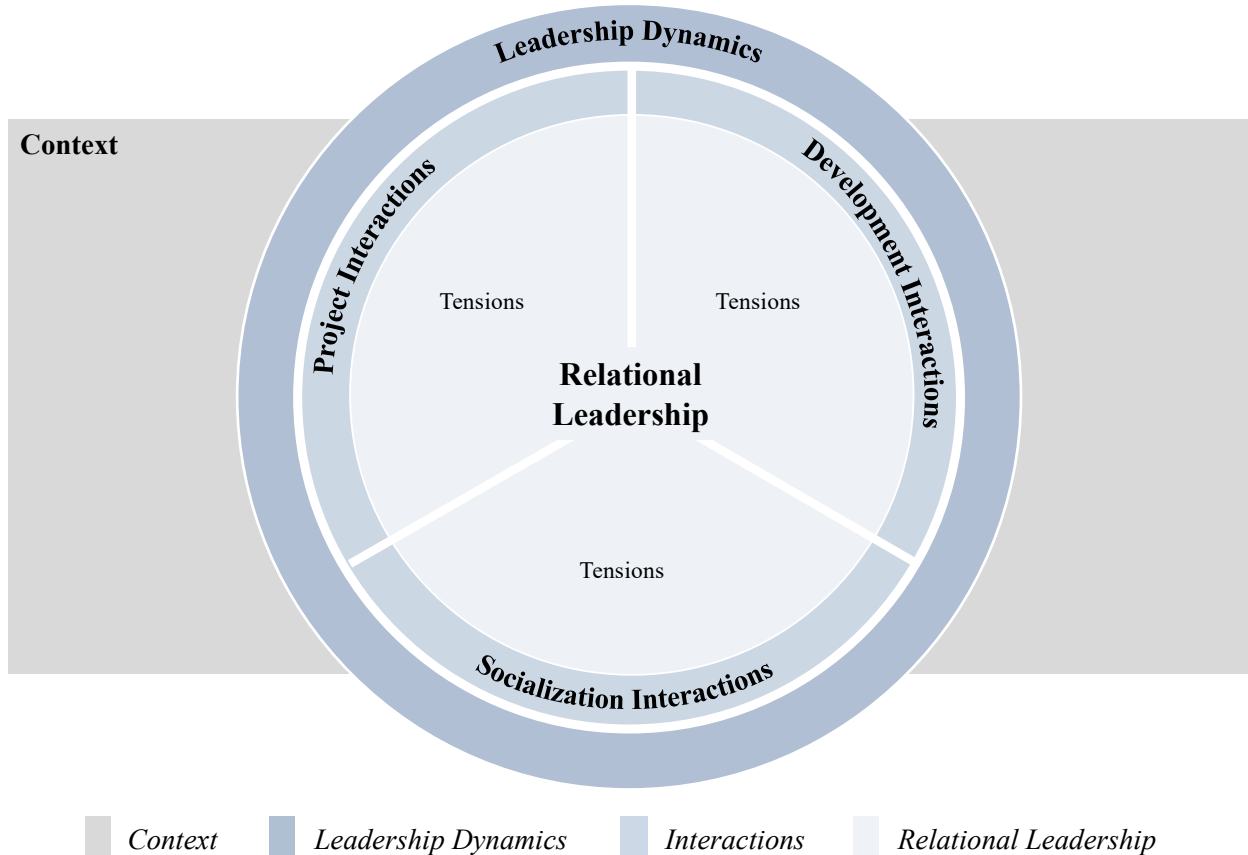 Leadership Dynamics
Context
Project Interactions
Development Interactions
Tensions
Tensions
Relational
Leadership
Tensions
Socialization Interactions
Context
Leadership Dynamics
Interactions
Relational Leadership